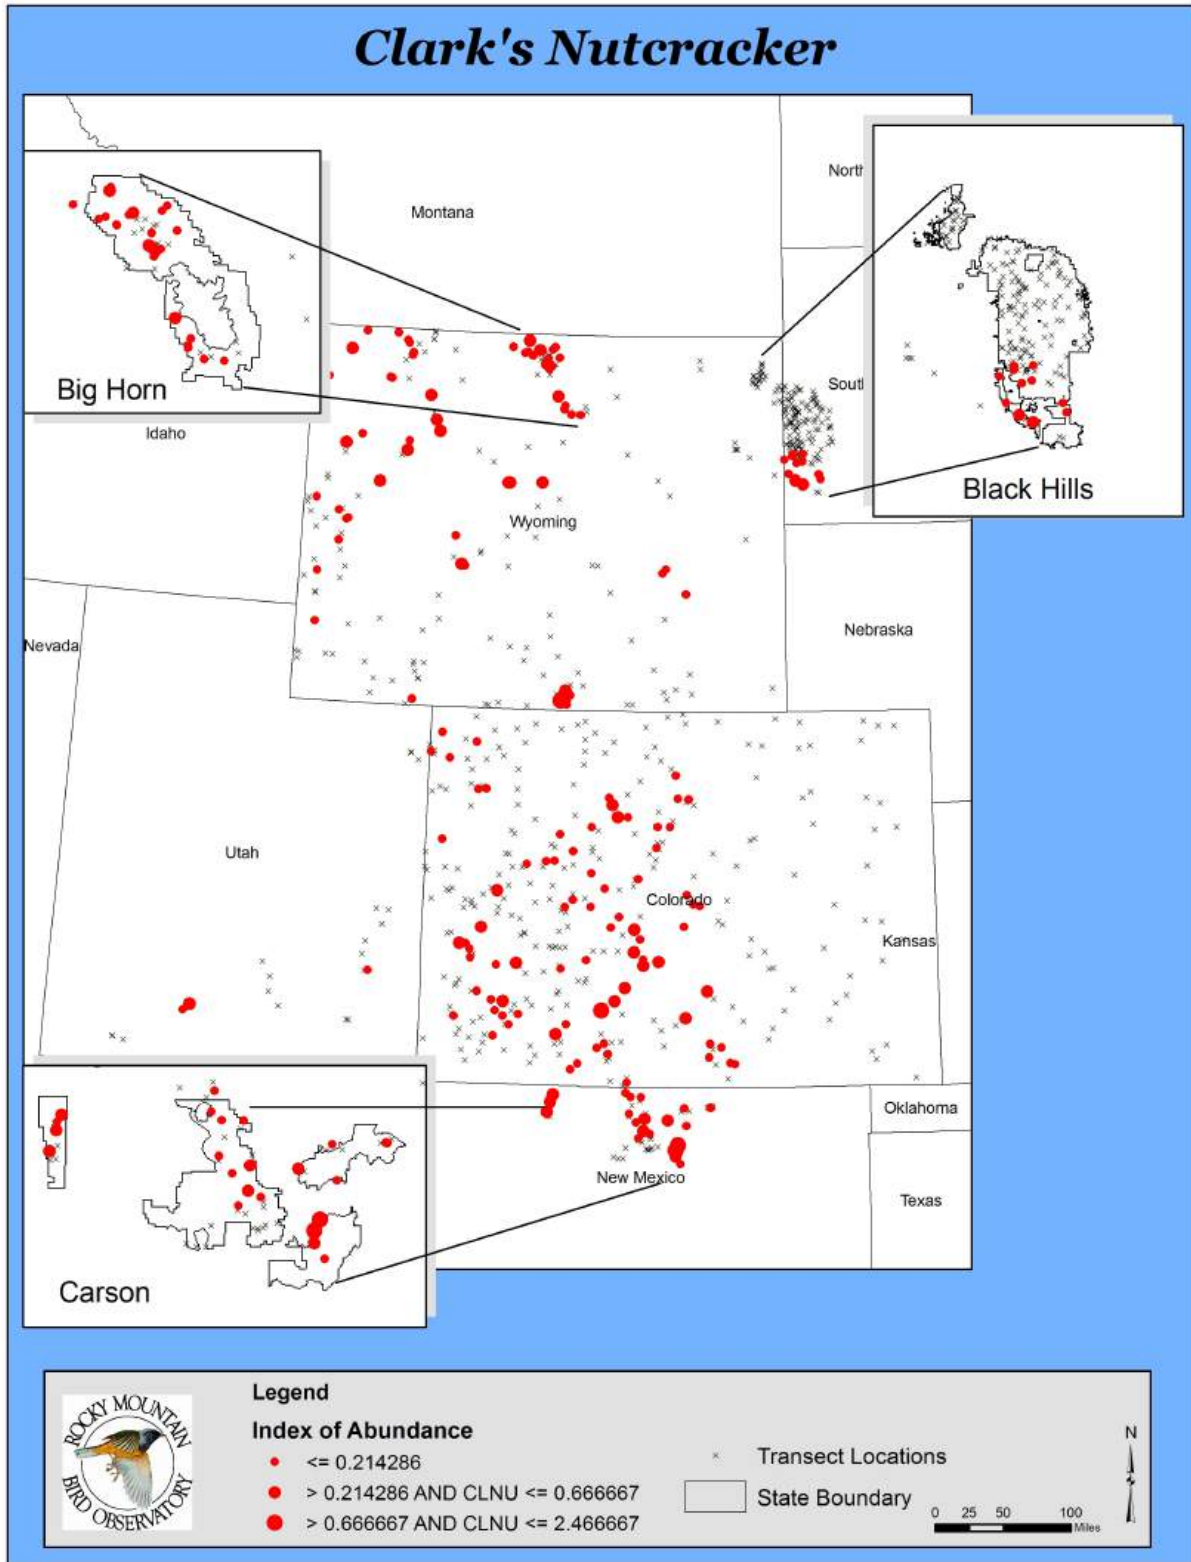 Clark's Nutcracker
Montana
North
Big Horn
Idaho
South
Black Hills
Wyoming
Nebraska
Nevada
Utah
Colorado
Kansas
Oklahoma
New Mexico
Texas
Carson
ROCKY MOUNTAIN
BIRD OBSERVATORY
Legend
Index of Abundance
<= 0.214286
> 0.214286 AND CLNU <= 0.666667
> 0.666667 AND CLNU <= 2.466667
Transect Locations
State Boundary
N
0 25 50 100
Miles